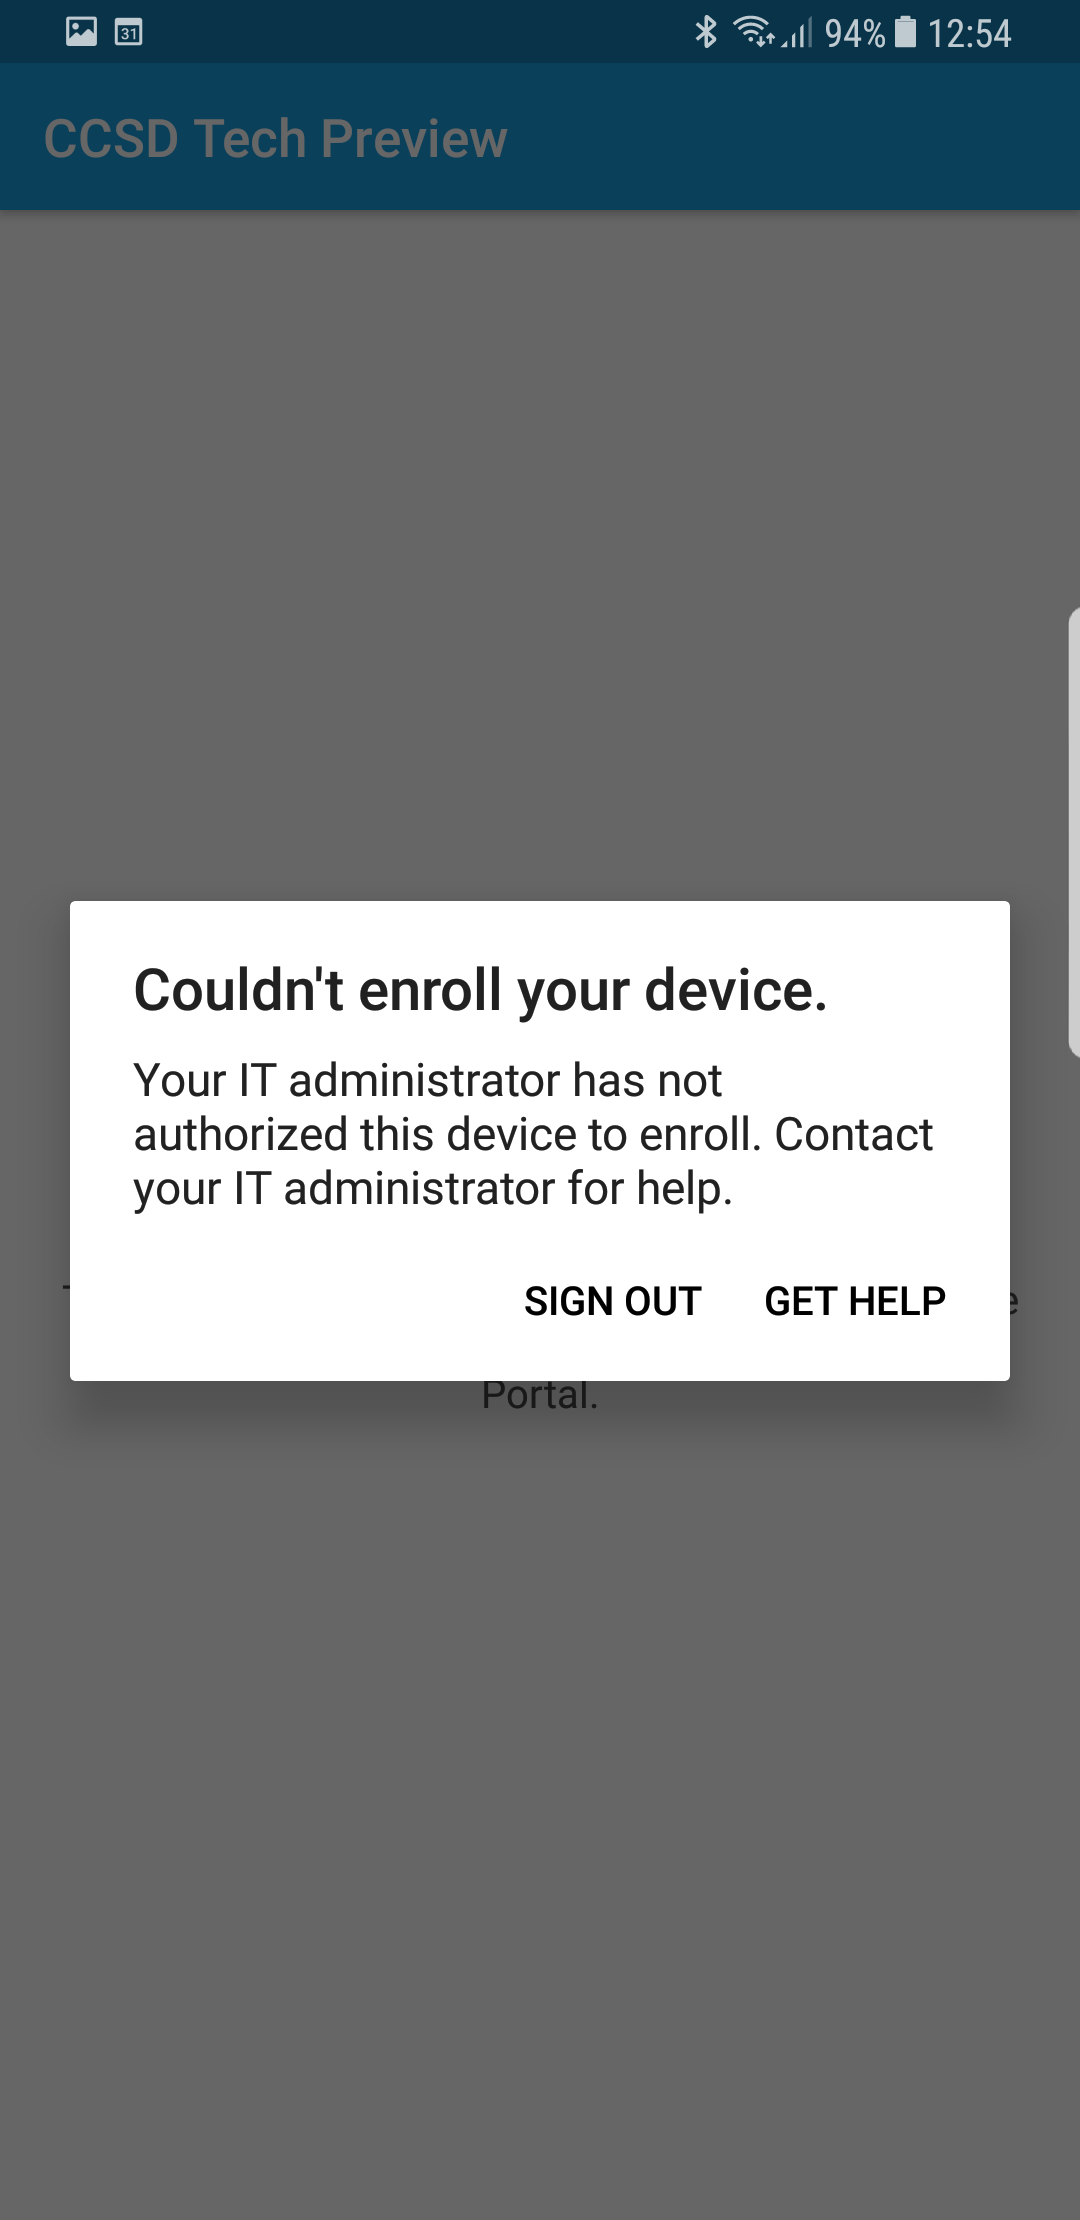 31 94% 12:54
CCSD Tech Preview
Couldn't enroll your device.
Your IT administrator has not
authorized this device to enroll. Contact
your IT administrator for help.
SIGN OUT GET HELP
Portal.